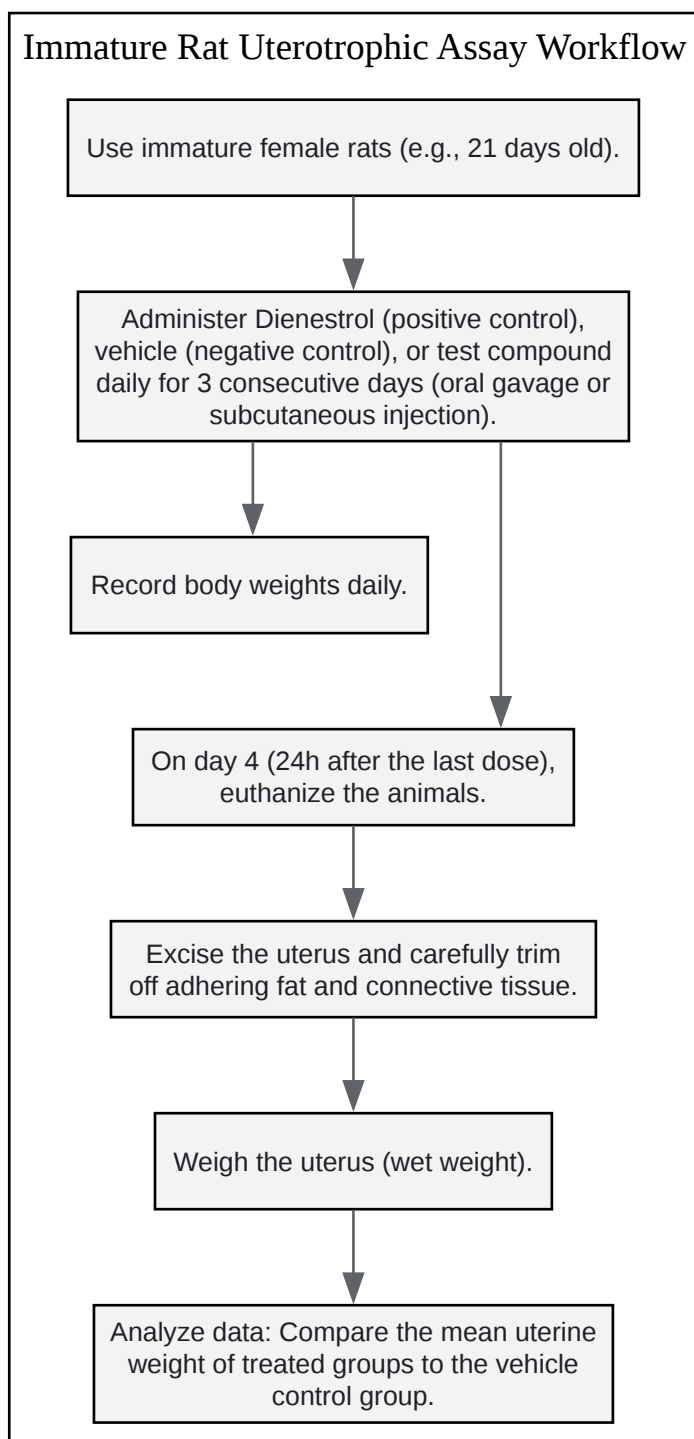 Immature Rat Uterotrophic Assay Workflow
Use immature female rats (e.g., 21 days old).
Administer Dienestrol (positive control),
vehicle (negative control), or test compound
daily for 3 consecutive days (oral gavage or
subcutaneous injection).
Record body weights daily.
On day 4 (24h after the last dose),
euthanize the animals.
Excise the uterus and carefully trim
off adhering fat and connective tissue.
Weigh the uterus (wet weight).
Analyze data: Compare the mean uterine
weight of treated groups to the vehicle
control group.